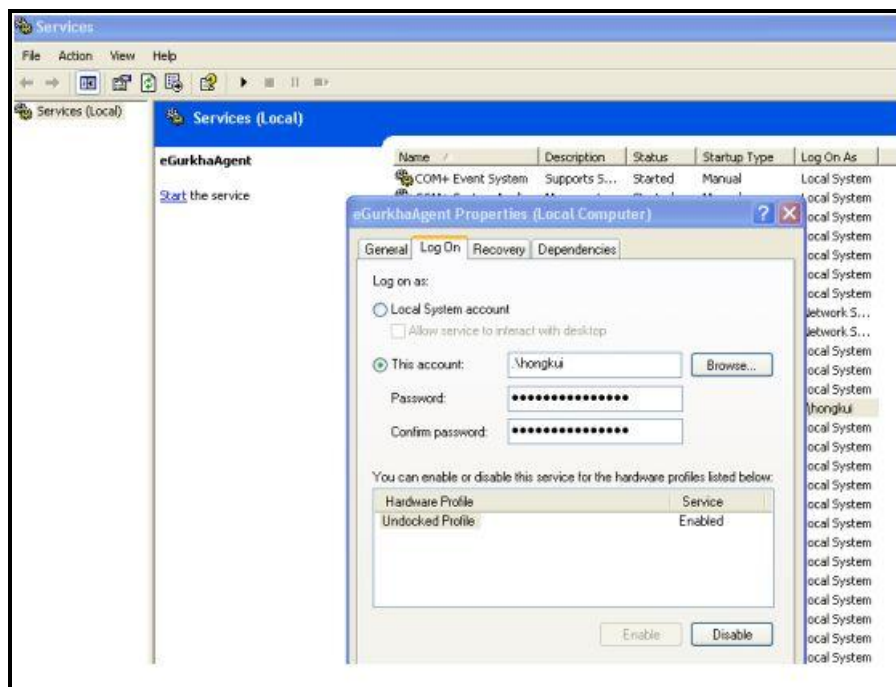 Services
File Action View Help
Services (Local)
Services (Local)
eGurkhaAgent
Start the service
Name Description Status Startup Type Log On As
COM+ Event System Supports S... Started Manual Local System
ocal System
eGurkhaAgent Properties (Local Computer)
ocal System
ocal System
General Log On Recovery Dependencies
ocal System
Log on as:
ocal System
ocal System
Local System account
etwork S...
Allow service to interact with desktop
etwork S...
ocal System
This account: .\hongkui Browse...
ocal System
ocal System
Password: ●●●●●●●●●●●●●●●
\hongkui
Confirm password: ●●●●●●●●●●●●●●●
ocal System
ocal System
ocal System
You can enable or disable this service for the hardware profiles listed below:
ocal System
Hardware Profile Service
ocal System
Undocked Profile Enabled
ocal System
ocal System
ocal System
ocal System
ocal System
ocal System
Enable Disable
ocal System
ocal System